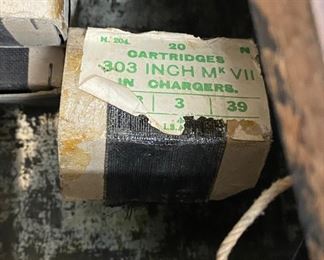 N. 204. 20 N
CARTRIDGES
·303 INCH Mᴷ VII
IN CHARGERS.
3 39